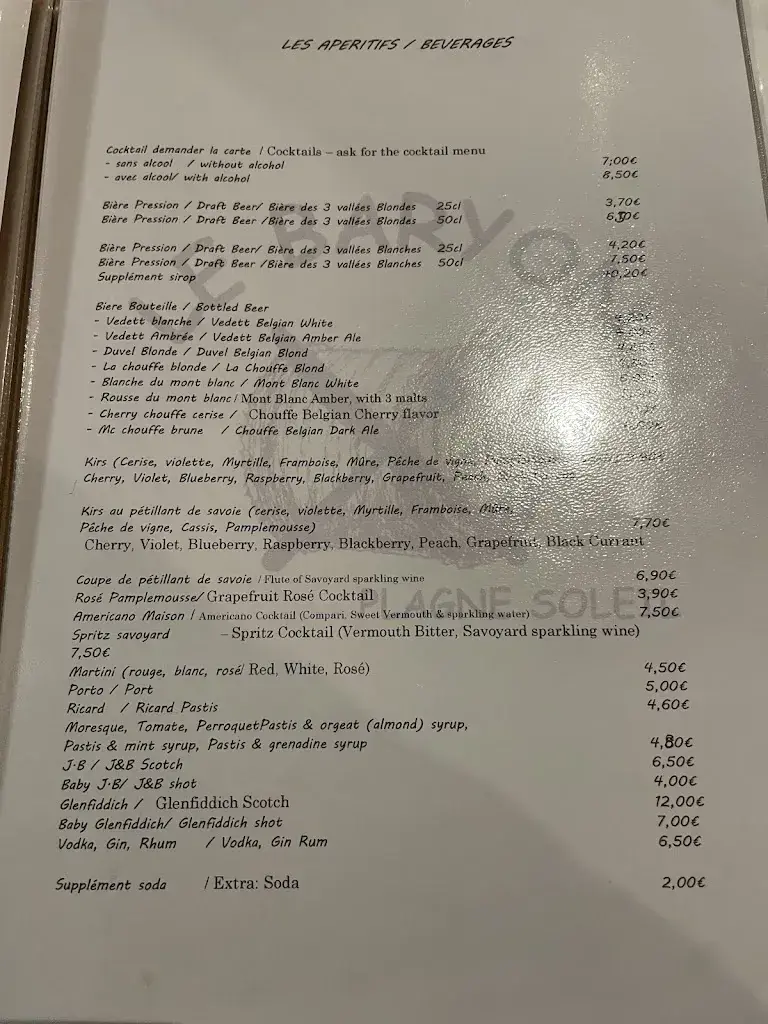 LES APERITIFS / BEVERAGES
Cocktail demander la carte / Cocktails – ask for the cocktail menu
- sans alcool / without alcohol 7;00€
- avec alcool/ with alcohol 8,50€
Bière Pression / Draft Beer/ Bière des 3 vallées Blondes 25cl 3,70€
Bière Pression / Draft Beer /Bière des 3 vallées Blondes 50cl
Bière Pression / Draft Beer/ Bière des 3 vallées Blanches 25cl 4,20€
Bière Pression / Draft Beer /Bière des 3 vallées Blanches 50cl 7,50€
Supplément sirop +0,20€
Biere Bouteille / Bottled Beer
- Vedett blanche / Vedett Belgian White
- Vedett Ambrée / Vedett Belgian Amber Ale
- Duvel Blonde / Duvel Belgian Blond
- La chouffe blonde / La Chouffe Blond
- Blanche du mont blanc / Mont Blanc White
- Rousse du mont blanc / Mont Blanc Amber, with 3 malts
- Cherry chouffe cerise / Chouffe Belgian Cherry flavor
- Mc chouffe brune / Chouffe Belgian Dark Ale
Kirs (Cerise, violette, Myrtille, Framboise, Mûre, Pêche de vigne,
Cherry, Violet, Blueberry, Raspberry, Blackberry, Grapefruit, Peach,
Kirs au pétillant de savoie (cerise, violette, Myrtille, Framboise, Mûre,
Pêche de vigne, Cassis, Pamplemousse) 7,70€
Cherry, Violet, Blueberry, Raspberry, Blackberry, Peach, Grapefruit, Black Currant
Coupe de pétillant de savoie / Flute of Savoyard sparkling wine 6,90€
Rosé Pamplemousse/ Grapefruit Rosé Cocktail 3,90€
Americano Maison / Americano Cocktail (Compari, Sweet Vermouth & sparkling water) 7,50€
Spritz savoyard – Spritz Cocktail (Vermouth Bitter, Savoyard sparkling wine)
7,50€
Martini (rouge, blanc, rosé/ Red, White, Rosé) 4,50€
Porto / Port 5,00€
Ricard / Ricard Pastis 4,60€
Moresque, Tomate, PerroquetPastis & orgeat (almond) syrup,
Pastis & mint syrup, Pastis & grenadine syrup 4,80€
J.B / J&B Scotch 6,50€
Baby J.B/ J&B shot 4,00€
Glenfiddich / Glenfiddich Scotch 12,00€
Baby Glenfiddich/ Glenfiddich shot 7,00€
Vodka, Gin, Rhum / Vodka, Gin Rum 6,50€
Supplément soda / Extra: Soda 2,00€
PLAGNE SOLEIL